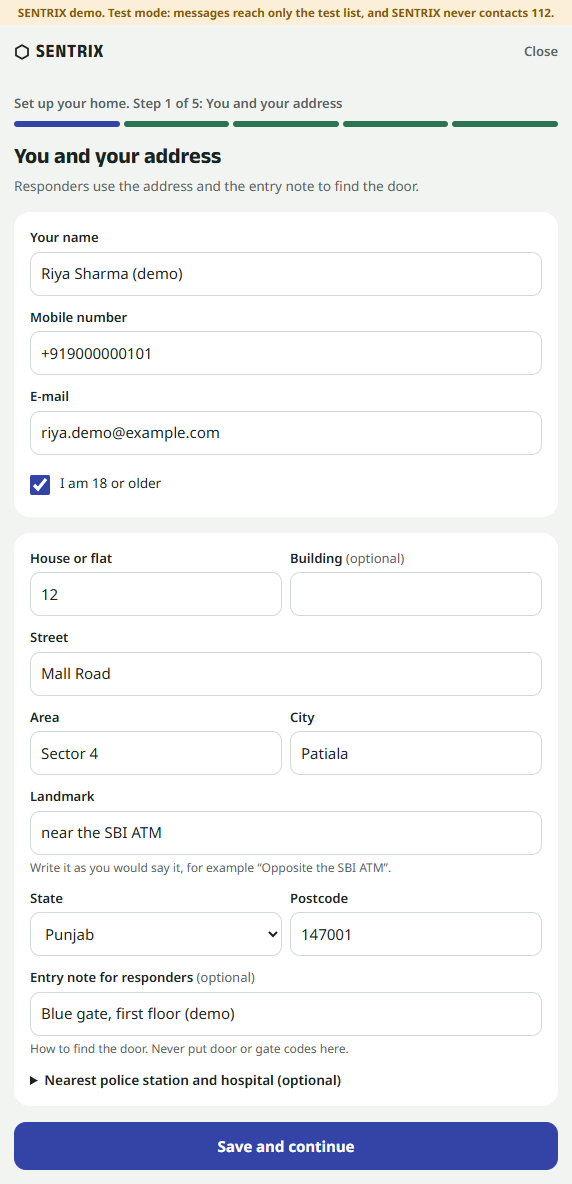 SENTRIX demo. Test mode: messages reach only the test list, and SENTRIX never contacts 112.
SENTRIX
Close
Set up your home. Step 1 of 5: You and your address
You and your address
Responders use the address and the entry note to find the door.
Your name
Riya Sharma (demo)
Mobile number
+919000000101
E-mail
riya.demo@example.com
I am 18 or older
House or flat
Building (optional)
12
Street
Mall Road
Area
City
Sector 4
Patiala
Landmark
near the SBI ATM
Write it as you would say it, for example “Opposite the SBI ATM”.
State
Postcode
Punjab
147001
Entry note for responders (optional)
Blue gate, first floor (demo)
How to find the door. Never put door or gate codes here.
Nearest police station and hospital (optional)
Save and continue